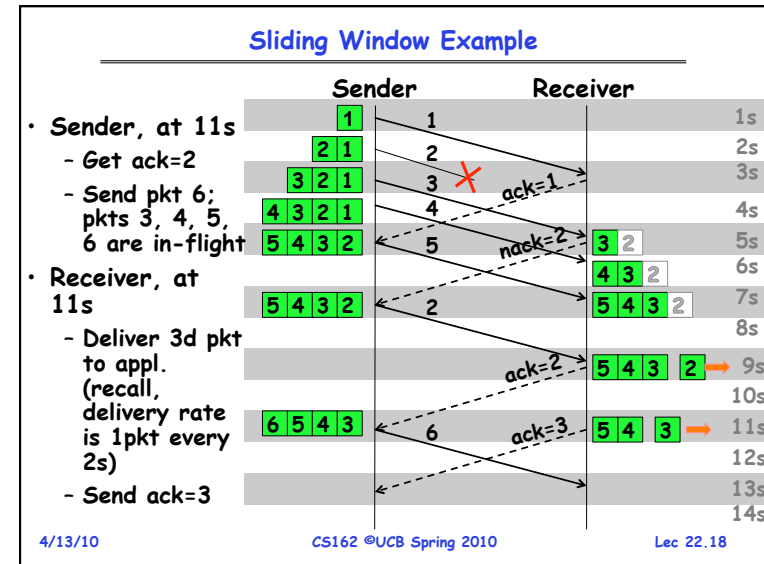 Sliding Window Example
Sender
Receiver
• Sender, at 11s
– Get ack=2
– Send pkt 6;
pkts 3, 4, 5,
6 are in-flight
• Receiver, at
11s
– Deliver 3d pkt
to appl.
(recall,
delivery rate
is 1pkt every
2s)
– Send ack=3
1 1 1s
2 1 2 2s
3 2 1 3 ack=1 3s
4 3 2 1 4 4s
5 4 3 2 5 nack=2 3 2 5s
4 3 2 6s
5 4 3 2 2 5 4 3 2 7s
8s
ack=2 5 4 3 2 9s
10s
6 5 4 3 6 ack=3 5 4 3 11s
12s
13s
14s
4/13/10
CS162 ©UCB Spring 2010
Lec 22.18